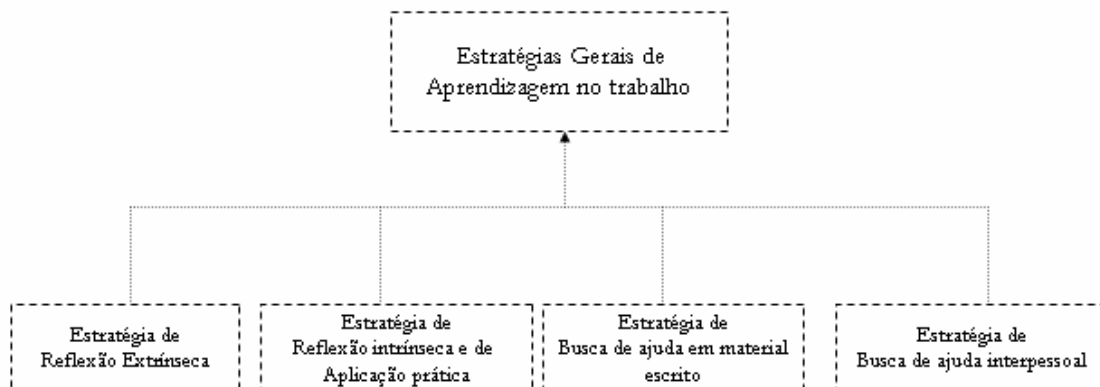 Estratégias Gerais de
Aprendizagem no trabalho
Estratégia de
Reflexão Extrínseca
Estratégia de
Reflexão intrínseca e de
Aplicação prática
Estratégia de
Busca de ajuda em material
escrito
Estratégia de
Busca de ajuda interpessoal